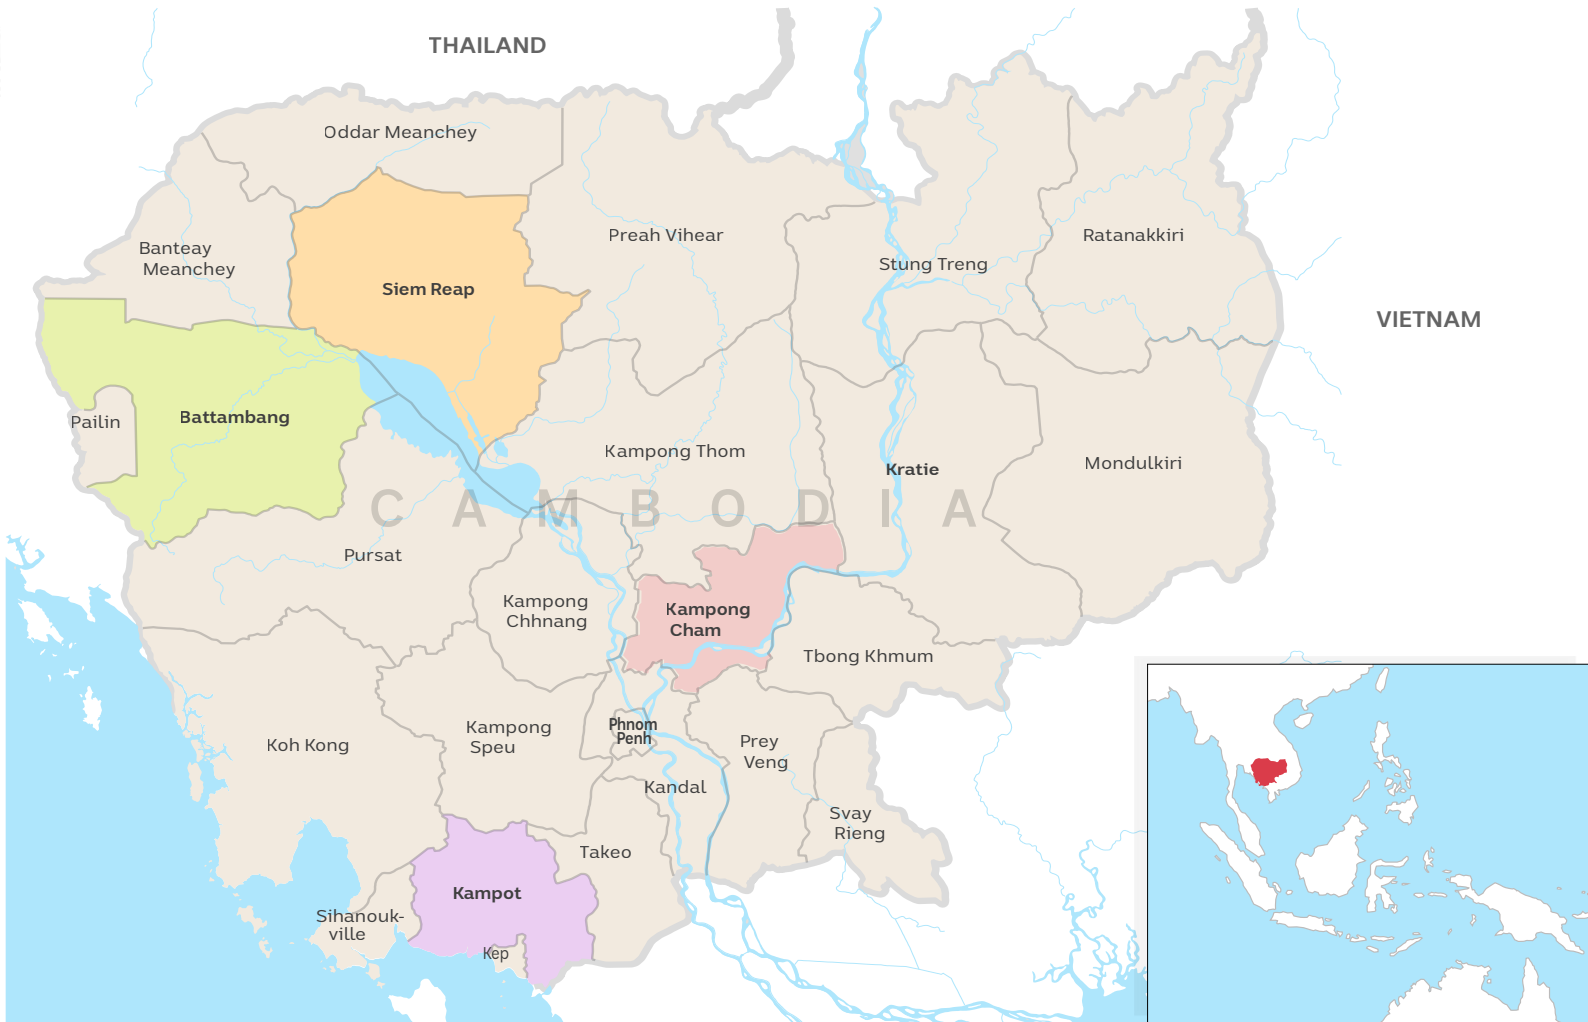 THAILAND
Oddar Meanchey
Preah Vihear
Ratanakkiri
Banteay
Meanchey
Stung Treng
Siem Reap
VIETNAM
Battambang
Pailin
Kampong Thom
Kratie
Mondulkiri
CAMBODIA
Pursat
Kampong
Chhnang
Kampong
Cham
Tbong Khmum
Phnom
Penh
Kampong
Speu
Koh Kong
Prey
Veng
Kandal
Svay
Rieng
Takeo
Kampot
Sihanouk-
ville
Kep